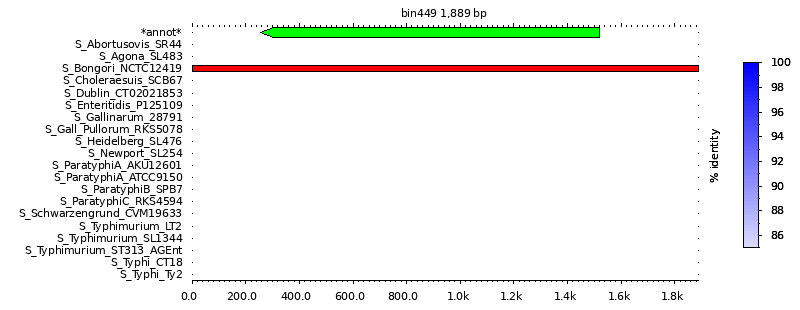 bin449 1,889 bp
*annot*
S_Abortusovis_SR44
S_Agona_SL483
S_Bongori_NCTC12419
S_Choleraesuis_SCB67
S_Dublin_CT02021853
S_Enteritidis_P125109
S_Gallinarum_28791
S_Gall_Pullorum_RKS5078
S_Heidelberg_SL476
S_Newport_SL254
S_ParatyphiA_AKU12601
S_ParatyphiA_ATCC9150
S_ParatyphiB_SPB7
S_ParatyphiC_RKS4594
S_Schwarzengrund_CVM19633
S_Typhimurium_LT2
S_Typhimurium_SL1344
S_Typhimurium_ST313_AGEnt
S_Typhi_CT18
S_Typhi_Ty2
0.0 200.0 400.0 600.0 800.0 1.0k 1.2k 1.4k 1.6k 1.8k
% identity
100
98
96
94
92
90
88
86